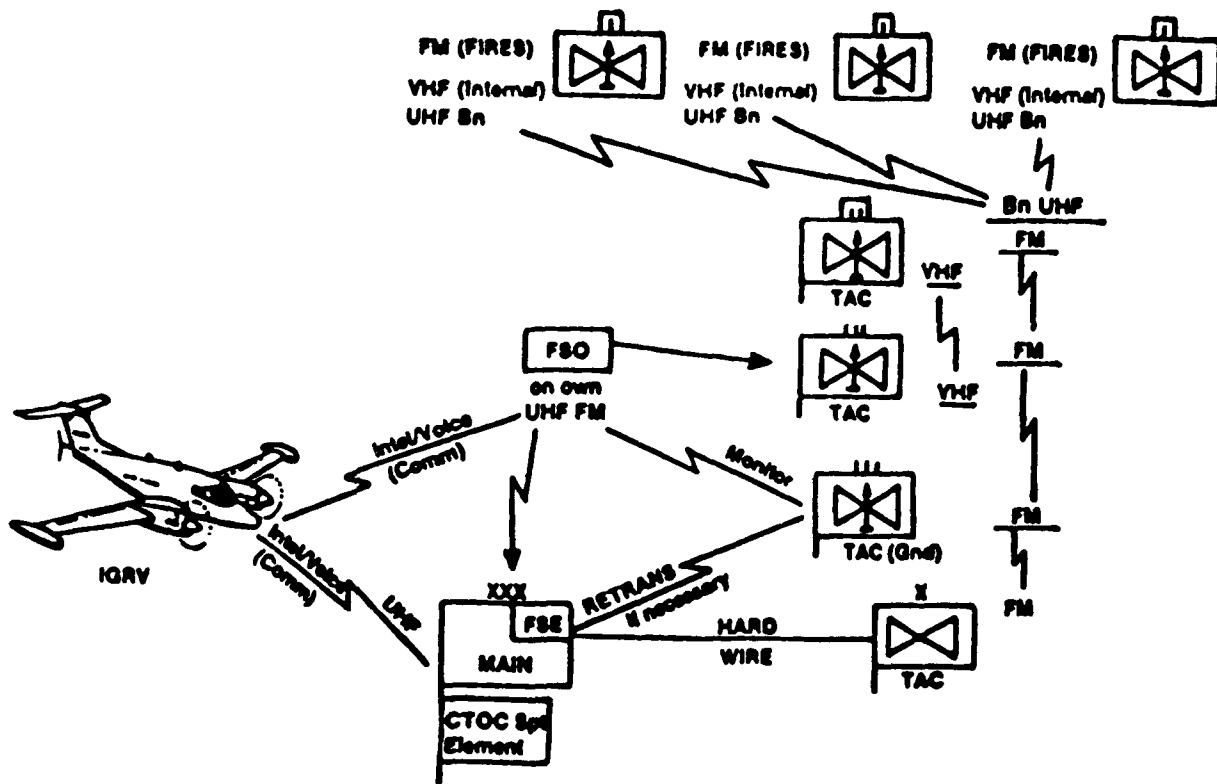 FM (FIRES)
VHF (Internal)
UHF Bn
FM (FIRES)
VHF (Internal)
UHF Bn
FM (FIRES)
VHF (Internal)
UHF Bn
Bn UHF
FM
TAC
VHF
FSO
on own
UHF FM
TAC
FM
VHF
Intel/Voice
(Comm)
Monitor
IGRV
Intel/Voice
(Comm)
UHF
TAC (Gnd)
FM
XXX
FSE
MAIN
RETRANS
if necessary
HARD
WIRE
X
TAC
FM
CTOC Spt
Element